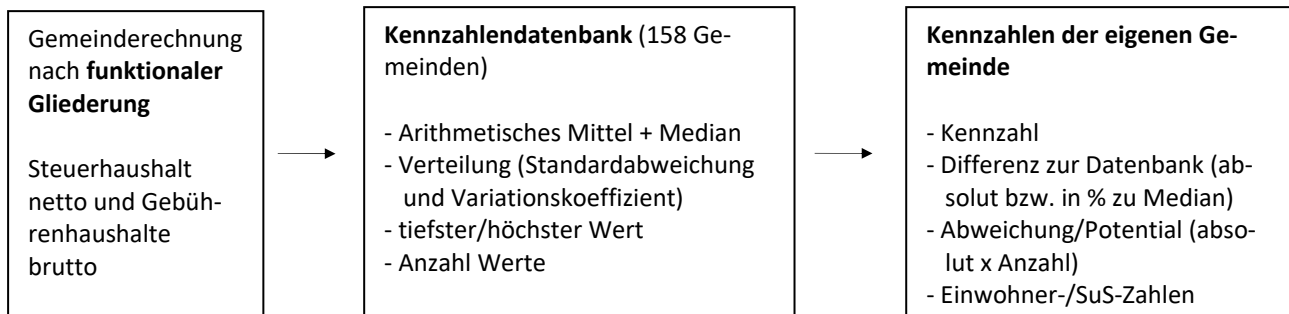 Gemeinderechnung
nach funktionaler
Gliederung
Steuerhaushalt
netto und Gebüh-
renhaushalte
brutto
Kennzahlendatenbank (158 Ge-
meinden)
- Arithmetisches Mittel + Median
- Verteilung (Standardabweichung
und Variationskoeffizient)
- tiefster/höchster Wert
- Anzahl Werte
Kennzahlen der eigenen Ge-
meinde
- Kennzahl
- Differenz zur Datenbank (ab-
solut bzw. in % zu Median)
- Abweichung/Potential (abso-
lut x Anzahl)
- Einwohner-/SuS-Zahlen